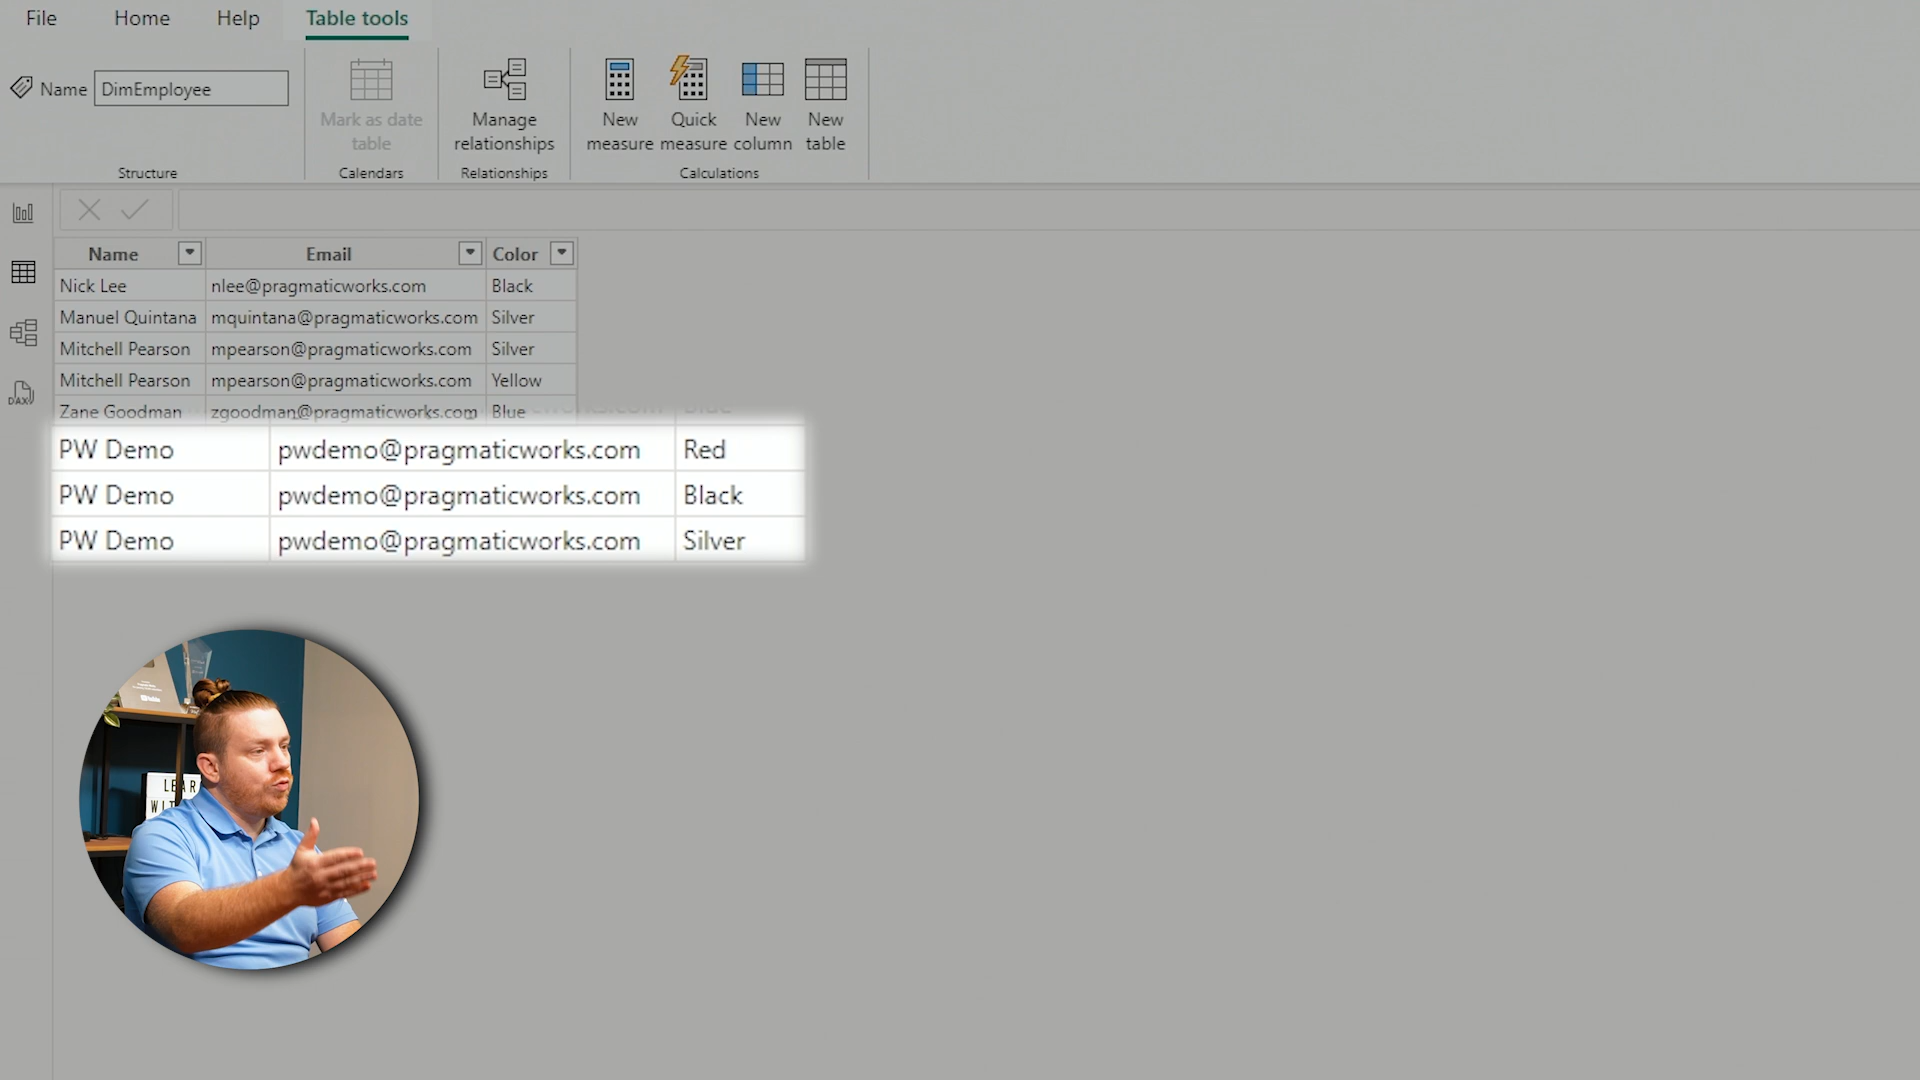 File Home Help Table tools
Name DimEmployee
Mark as date table
Manage relationships
New measure
Quick measure
New column
New table
Structure Calendars Relationships Calculations
Name Email Color
Nick Lee nlee@pragmaticworks.com Black
Manuel Quintana mquintana@pragmaticworks.com Silver
Mitchell Pearson mpearson@pragmaticworks.com Silver
Mitchell Pearson mpearson@pragmaticworks.com Yellow
Zane Goodman zgoodman@pragmaticworks.com Blue
PW Demo pwdemo@pragmaticworks.com Red
PW Demo pwdemo@pragmaticworks.com Black
PW Demo pwdemo@pragmaticworks.com Silver
DAX
YouTube
LEAR
WIT